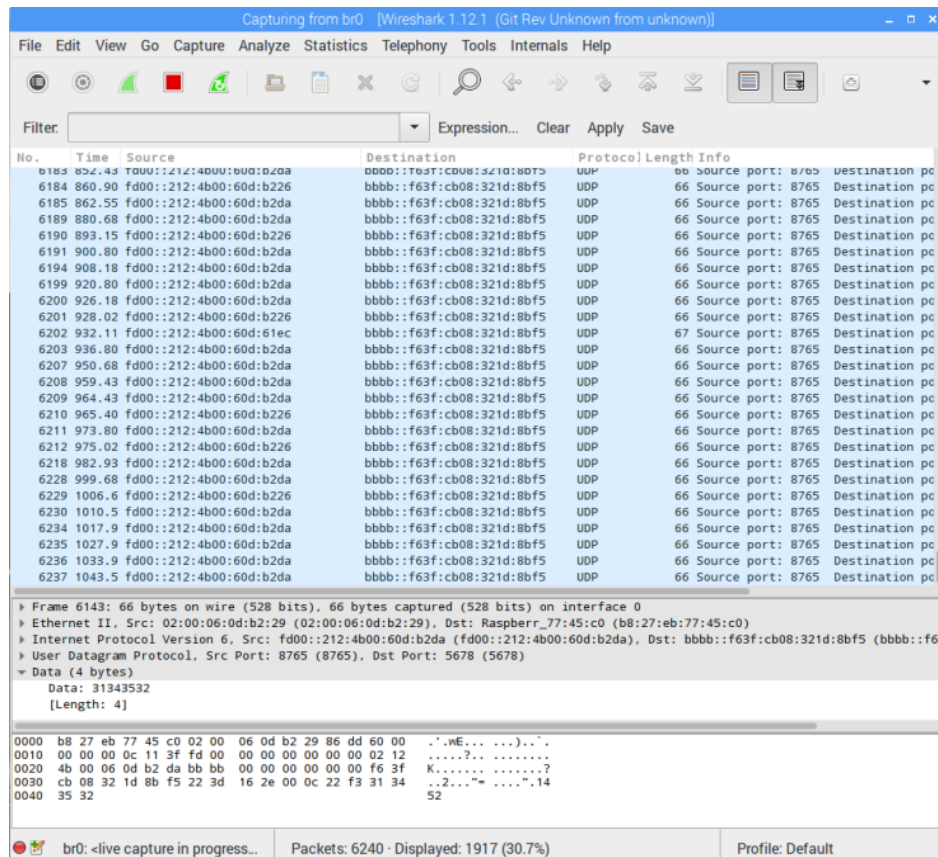 Capturing from br0 [Wireshark 1.12.1 (Git Rev Unknown from unknown)]
File Edit View Go Capture Analyze Statistics Telephony Tools Internals Help
Filter: Expression... Clear Apply Save
No. Time Source Destination Protocol Length Info
6183 852.43 fd00::212:4b00:60d:b2da bbbb::f63f:cb08:321d:8bf5 UDP 66 Source port: 8765 Destination po
6184 860.90 fd00::212:4b00:60d:b226 bbbb::f63f:cb08:321d:8bf5 UDP 66 Source port: 8765 Destination po
6185 862.55 fd00::212:4b00:60d:b2da bbbb::f63f:cb08:321d:8bf5 UDP 66 Source port: 8765 Destination po
6189 880.68 fd00::212:4b00:60d:b2da bbbb::f63f:cb08:321d:8bf5 UDP 66 Source port: 8765 Destination po
6190 893.15 fd00::212:4b00:60d:b226 bbbb::f63f:cb08:321d:8bf5 UDP 66 Source port: 8765 Destination po
6191 900.80 fd00::212:4b00:60d:b2da bbbb::f63f:cb08:321d:8bf5 UDP 66 Source port: 8765 Destination po
6194 908.18 fd00::212:4b00:60d:b2da bbbb::f63f:cb08:321d:8bf5 UDP 66 Source port: 8765 Destination po
6199 920.80 fd00::212:4b00:60d:b2da bbbb::f63f:cb08:321d:8bf5 UDP 66 Source port: 8765 Destination po
6200 926.18 fd00::212:4b00:60d:b2da bbbb::f63f:cb08:321d:8bf5 UDP 66 Source port: 8765 Destination po
6201 928.02 fd00::212:4b00:60d:b226 bbbb::f63f:cb08:321d:8bf5 UDP 66 Source port: 8765 Destination po
6202 932.11 fd00::212:4b00:60d:61ec bbbb::f63f:cb08:321d:8bf5 UDP 67 Source port: 8765 Destination po
6203 936.80 fd00::212:4b00:60d:b2da bbbb::f63f:cb08:321d:8bf5 UDP 66 Source port: 8765 Destination po
6207 950.68 fd00::212:4b00:60d:b2da bbbb::f63f:cb08:321d:8bf5 UDP 66 Source port: 8765 Destination po
6208 959.43 fd00::212:4b00:60d:b2da bbbb::f63f:cb08:321d:8bf5 UDP 66 Source port: 8765 Destination po
6209 964.43 fd00::212:4b00:60d:b2da bbbb::f63f:cb08:321d:8bf5 UDP 66 Source port: 8765 Destination po
6210 965.40 fd00::212:4b00:60d:b226 bbbb::f63f:cb08:321d:8bf5 UDP 66 Source port: 8765 Destination po
6211 973.80 fd00::212:4b00:60d:b2da bbbb::f63f:cb08:321d:8bf5 UDP 66 Source port: 8765 Destination po
6212 975.02 fd00::212:4b00:60d:b226 bbbb::f63f:cb08:321d:8bf5 UDP 66 Source port: 8765 Destination po
6218 982.93 fd00::212:4b00:60d:b2da bbbb::f63f:cb08:321d:8bf5 UDP 66 Source port: 8765 Destination po
6228 999.68 fd00::212:4b00:60d:b2da bbbb::f63f:cb08:321d:8bf5 UDP 66 Source port: 8765 Destination po
6229 1006.6 fd00::212:4b00:60d:b226 bbbb::f63f:cb08:321d:8bf5 UDP 66 Source port: 8765 Destination po
6230 1010.5 fd00::212:4b00:60d:b2da bbbb::f63f:cb08:321d:8bf5 UDP 66 Source port: 8765 Destination po
6234 1017.9 fd00::212:4b00:60d:b2da bbbb::f63f:cb08:321d:8bf5 UDP 66 Source port: 8765 Destination po
6235 1027.9 fd00::212:4b00:60d:b2da bbbb::f63f:cb08:321d:8bf5 UDP 66 Source port: 8765 Destination po
6236 1033.9 fd00::212:4b00:60d:b2da bbbb::f63f:cb08:321d:8bf5 UDP 66 Source port: 8765 Destination po
6237 1043.5 fd00::212:4b00:60d:b2da bbbb::f63f:cb08:321d:8bf5 UDP 66 Source port: 8765 Destination po
Frame 6143: 66 bytes on wire (528 bits), 66 bytes captured (528 bits) on interface 0
Ethernet II, Src: 02:00:06:0d:b2:29 (02:00:06:0d:b2:29), Dst: Raspberr_77:45:c0 (b8:27:eb:77:45:c0)
Internet Protocol Version 6, Src: fd00::212:4b00:60d:b2da (fd00::212:4b00:60d:b2da), Dst: bbbb::f63f:cb08:321d:8bf5 (bbbb::f6
User Datagram Protocol, Src Port: 8765 (8765), Dst Port: 5678 (5678)
Data (4 bytes)
Data: 31343532
[Length: 4]
0000 b8 27 eb 77 45 c0 02 00 06 0d b2 29 86 dd 60 00 .'.wE... ...)..`.
0010 00 00 00 0c 11 3f fd 00 00 00 00 00 00 00 02 12 .....?.. ........
0020 4b 00 06 0d b2 da bb bb 00 00 00 00 00 00 f6 3f K....... .......?
0030 cb 08 32 1d 8b f5 22 3d 16 2e 00 0c 22 f3 31 34 ..2..."= ....".14
0040 35 32 52
br0: <live capture in progress... Packets: 6240 · Displayed: 1917 (30.7%) Profile: Default